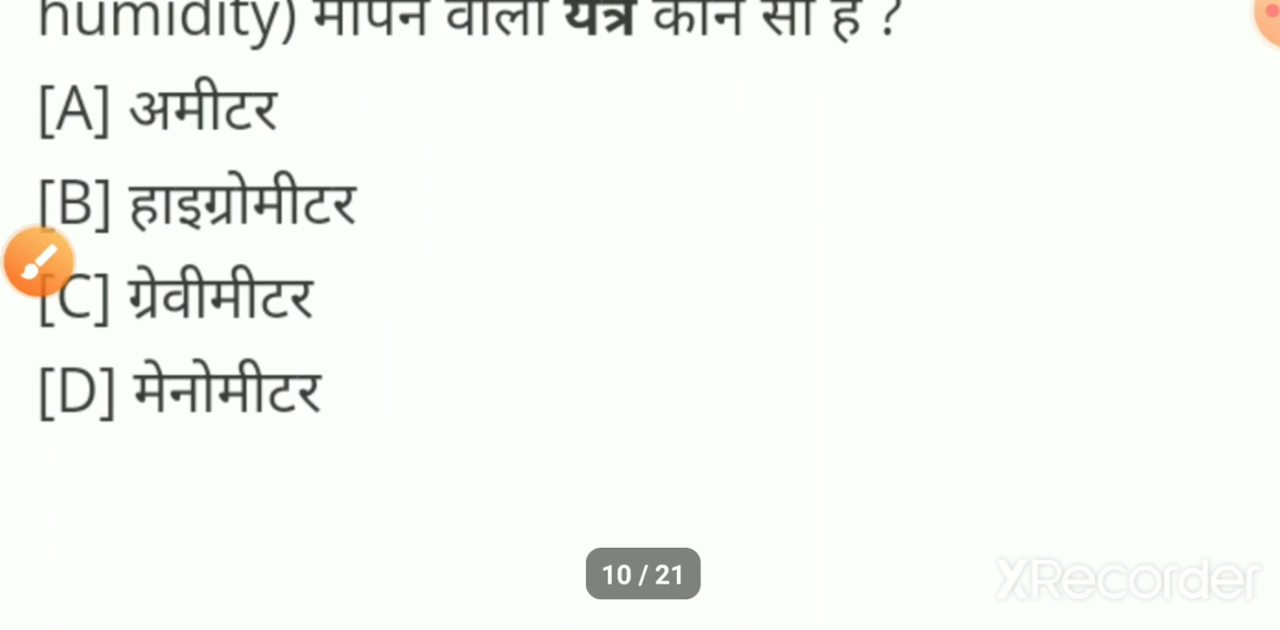 humidity) मापने वाला यंत्र कौन सा है ?
[A] अमीटर
[B] हाइग्रोमीटर
[C] ग्रेवीमीटर
[D] मेनोमीटर
10 / 21
XRecorder